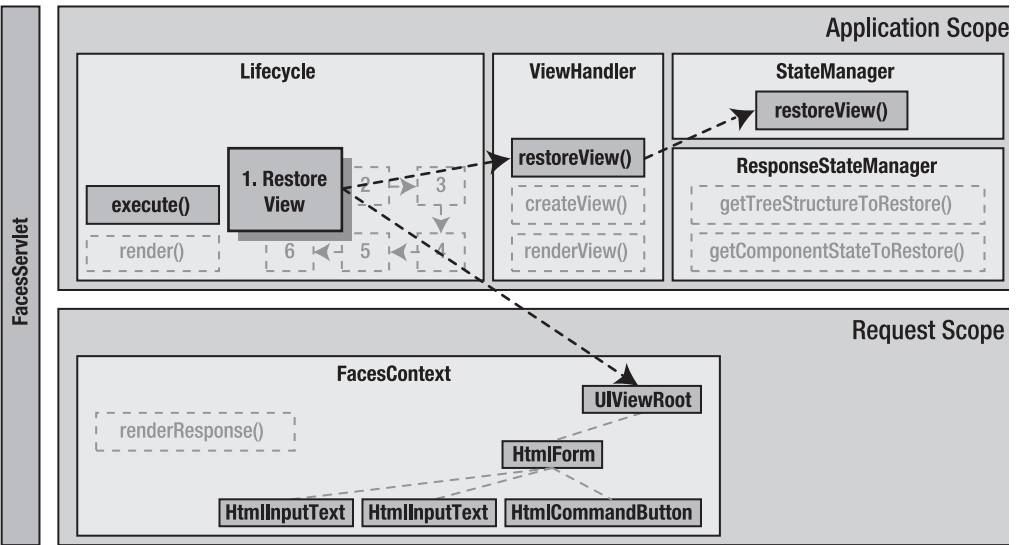 FacesServlet
Application Scope
Lifecycle
execute()
render()
1. Restore
View
2
3
4
5
6
ViewHandler
restoreView()
createView()
renderView()
StateManager
restoreView()
ResponseStateManager
getTreeStructureToRestore()
getComponentStateToRestore()
Request Scope
FacesContext
renderResponse()
UIViewRoot
HtmlForm
HtmlInputText
HtmlInputText
HtmlCommandButton